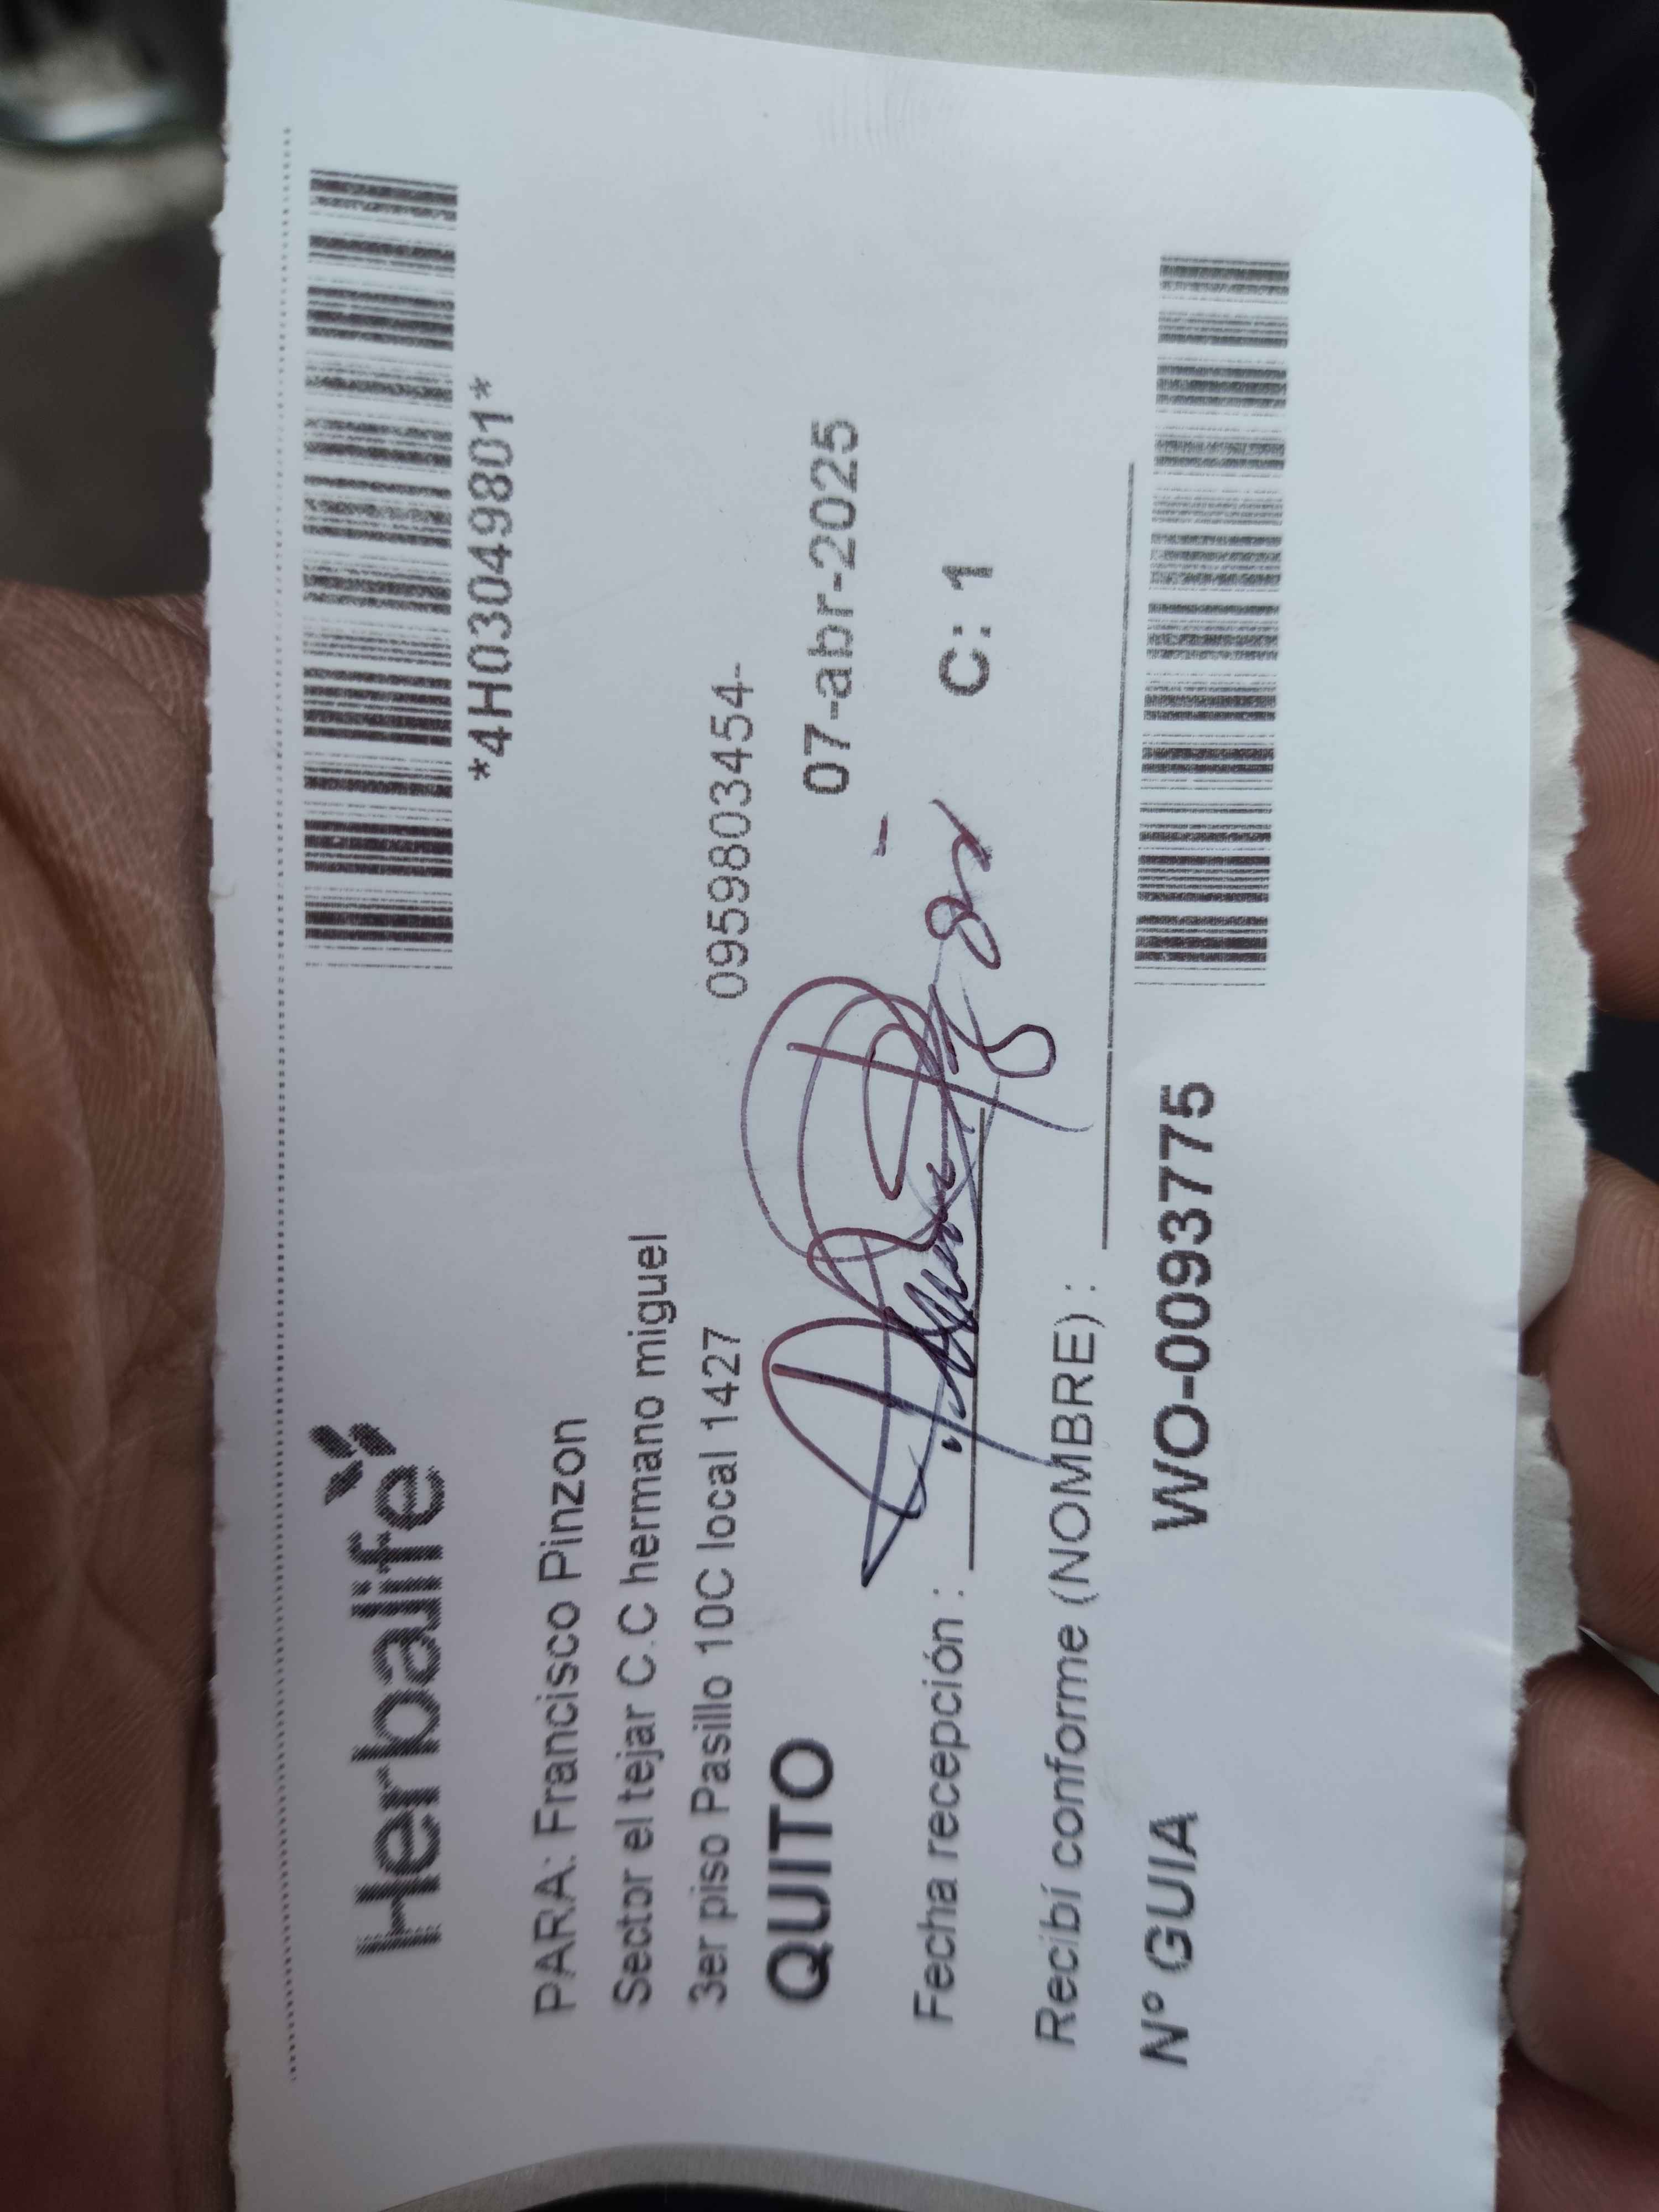 Herbalife
*4H03049801*
PARA: Francisco Pinzon
Sector el tejar C.C hermano miguel
3er piso Pasillo 10C local 1427
0959803454-
QUITO
07-abr-2025
Fecha recepción :
C: 1
Recibí conforme (NOMBRE) :
Nº GUIA
WO-0093775